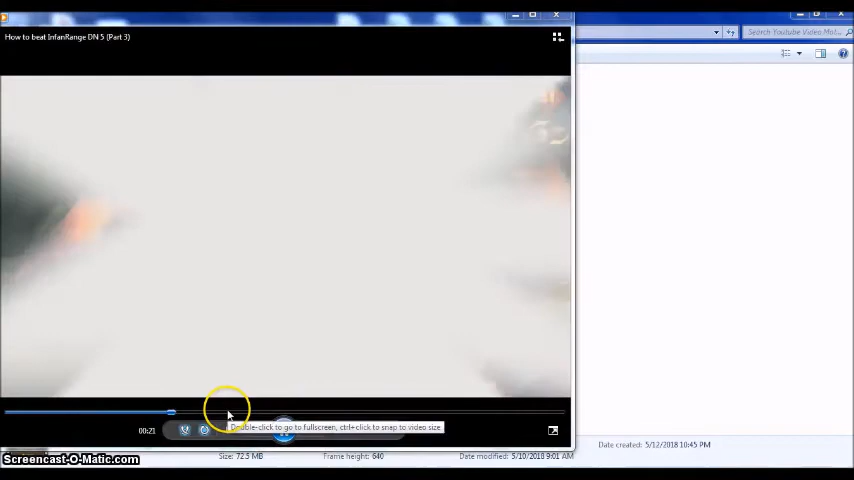 How to beat InfanRange DN 5 (Part 3)
Search Youtube Video Mot...
00:21
Double-click to go to fullscreen, ctrl+click to snap to video size
Date created: 5/12/2018 10:45 PM
Size: 72.5 MB
Frame height: 640
Date modified: 5/10/2018 9:01 AM
Screencast-O-Matic.com